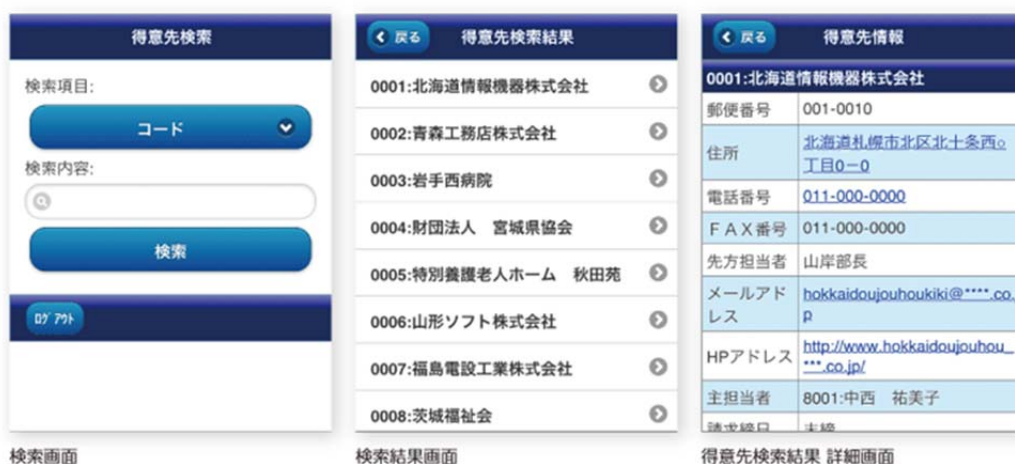 得意先検索
検索項目:
コード
検索内容:
検索
ログアウト
検索画面
戻る
得意先検索結果
0001:北海道情報機器株式会社
0002:青森工務店株式会社
0003:岩手西病院
0004:財団法人　宮城県協会
0005:特別養護老人ホーム　秋田苑
0006:山形ソフト株式会社
0007:福島電設工業株式会社
0008:茨城福祉会
検索結果画面
戻る
得意先情報
0001:北海道情報機器株式会社
郵便番号 001-0010
住所 北海道札幌市北区北十条西○
丁目0－0
電話番号 011-000-0000
ＦＡＸ番号 011-000-0000
先方担当者 山岸部長
メールアド hokkaidoujouhoukiki@****.co.
レス p
HPアドレス http://www.hokkaidoujouhou_
***.co.jp/
主担当者 8001:中西　祐美子
請求締日 末締
得意先検索結果 詳細画面